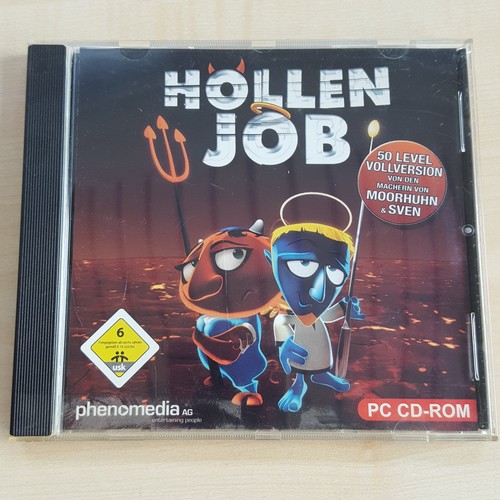 HÖLLEN
JOB
50 LEVEL
VOLLVERSION
VON DEN
MACHERN VON
MOORHUHN
& SVEN
6
usk
phenomedia AG
entertaining people
PC CD-ROM